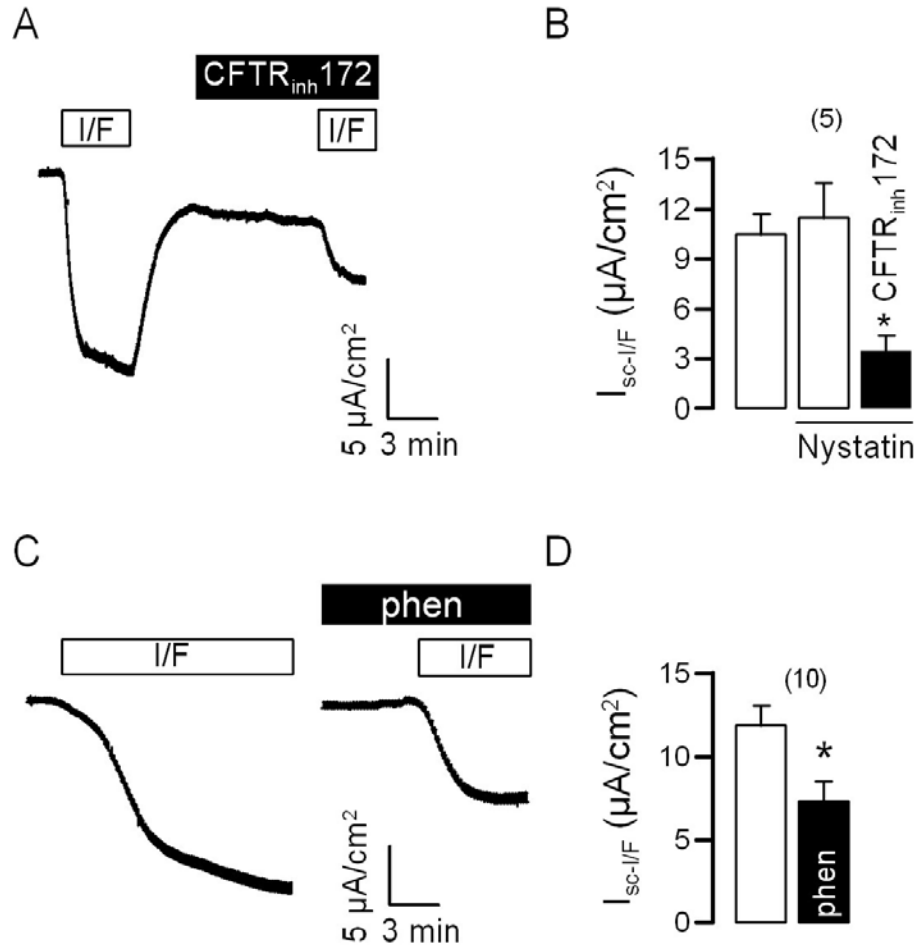 A
CFTRinh172
I/F
I/F
5 µA/cm²
3 min
B
(5)
15
12
9
6
3
0
Isc-I/F (µA/cm²)
* CFTRinh172
Nystatin
C
phen
I/F
I/F
5 µA/cm²
3 min
D
(10)
15
10
5
0
Isc-I/F (µA/cm²)
*
phen